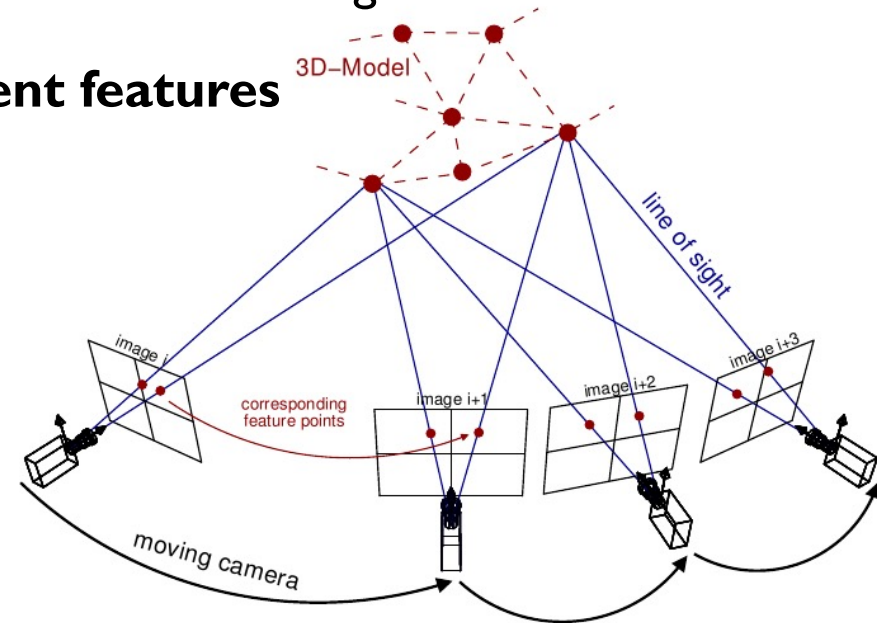 g
ent features
3D–Model
line of sight
image i
image i+1
image i+2
image i+3
corresponding
feature points
moving camera